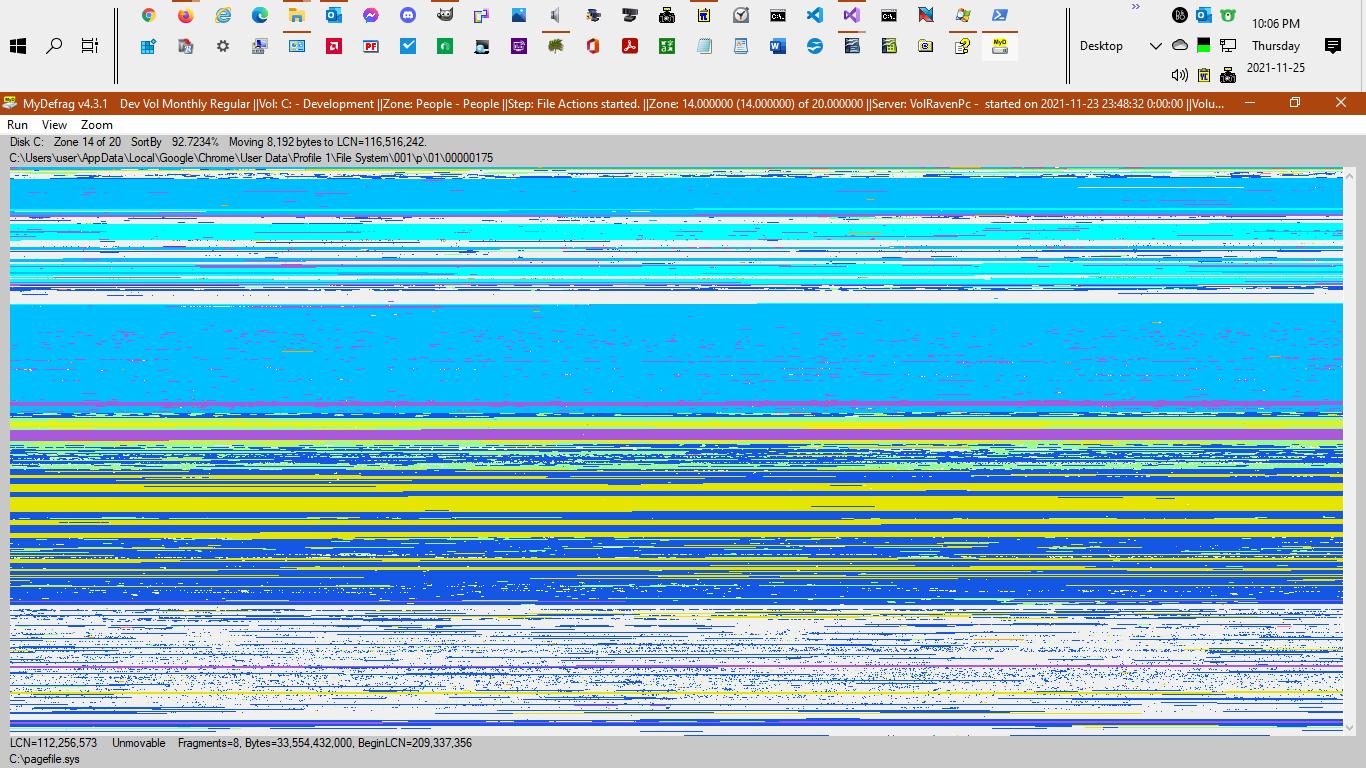 10:06 PM
Desktop
Thursday
2021-11-25
MyDefrag v4.3.1 Dev Vol Monthly Regular ||Vol: C: - Development ||Zone: People - People ||Step: File Actions started. ||Zone: 14.000000 (14.000000) of 20.000000 ||Server: VolRavenPc - started on 2021-11-23 23:48:32 0:00:00 ||Volu...
Run View Zoom
Disk C: Zone 14 of 20 SortBy 92.7234% Moving 8,192 bytes to LCN=116,516,242.
C:\Users\user\AppData\Local\Google\Chrome\User Data\Profile 1\File System\001\p\01\00000175
LCN=112,256,573 Unmovable Fragments=8, Bytes=33,554,432,000, BeginLCN=209,337,356
C:\pagefile.sys